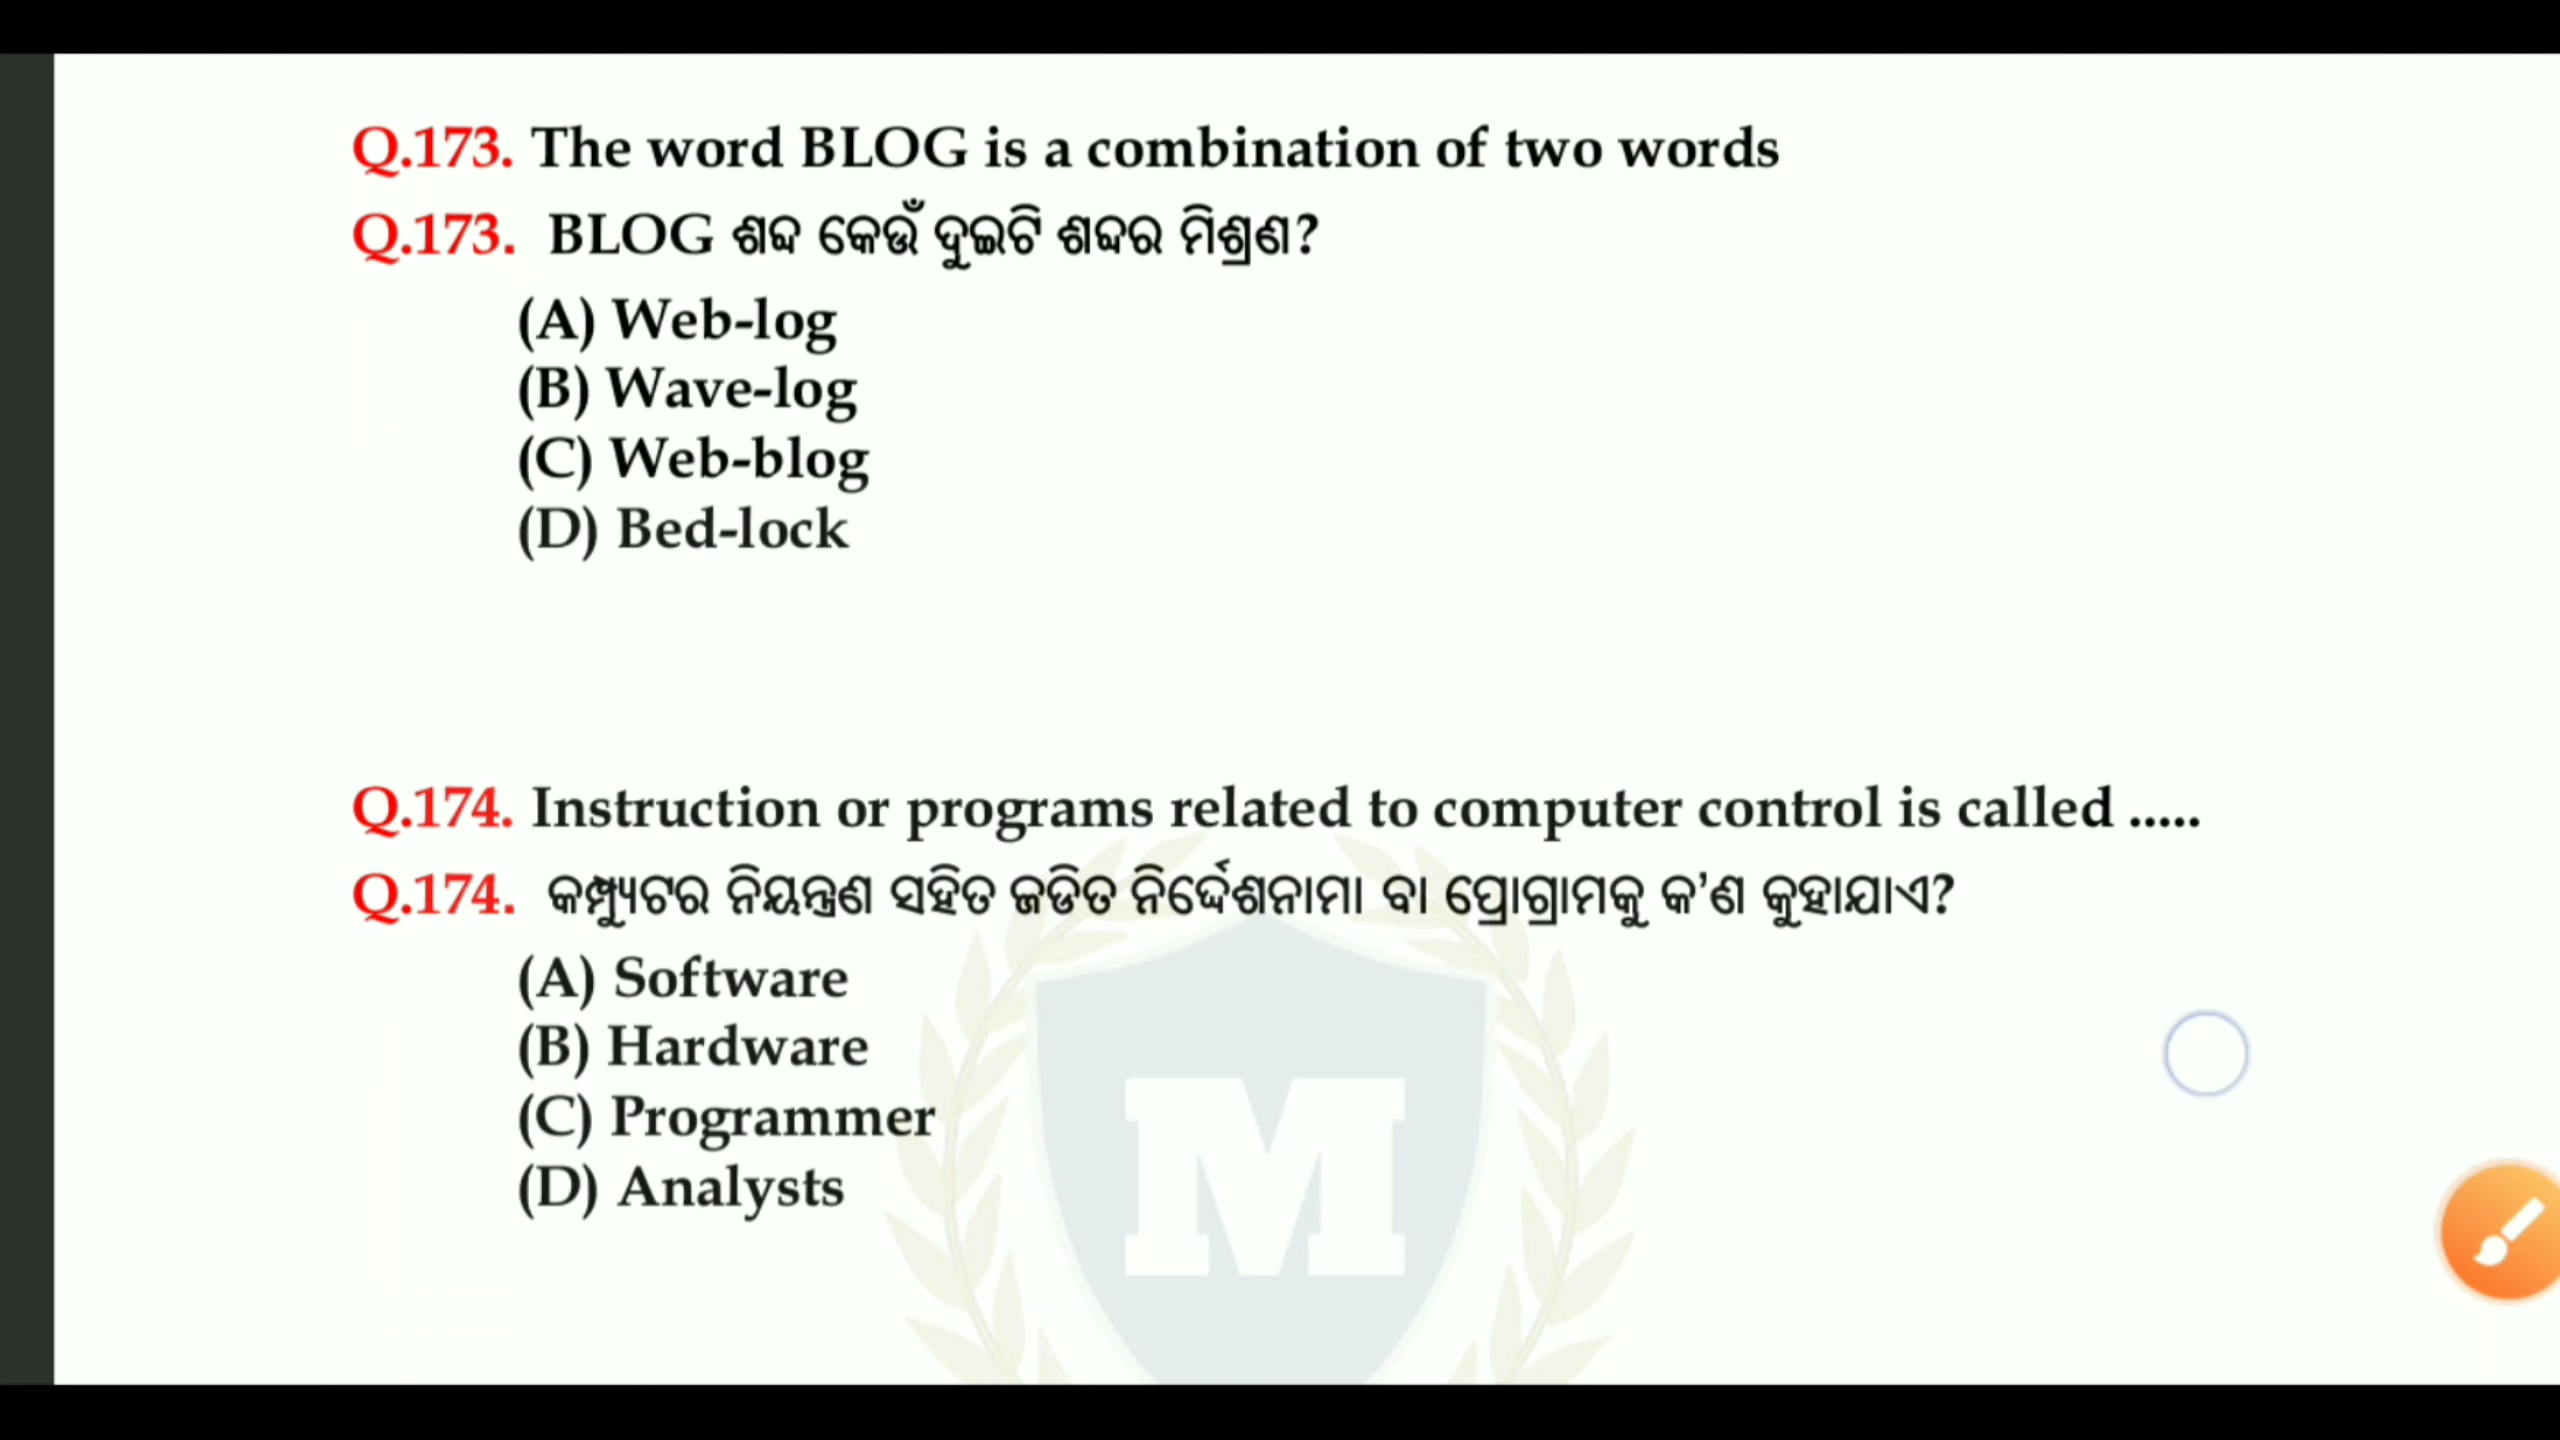 Q.173. The word BLOG is a combination of two words
Q.173. BLOG ଶବ୍ଦ କେଉଁ ଦୁଇଟି ଶବ୍ଦର ମିଶ୍ରଣ?
(A) Web-log
(B) Wave-log
(C) Web-blog
(D) Bed-lock
Q.174. Instruction or programs related to computer control is called .....
Q.174. କମ୍ପ୍ୟୁଟର ନିୟନ୍ତ୍ରଣ ସହିତ ଜଡିତ ନିର୍ଦ୍ଦେଶନାମା ବା ପ୍ରୋଗ୍ରାମକୁ କ'ଣ କୁହାଯାଏ?
(A) Software
(B) Hardware
(C) Programmer
(D) Analysts
M